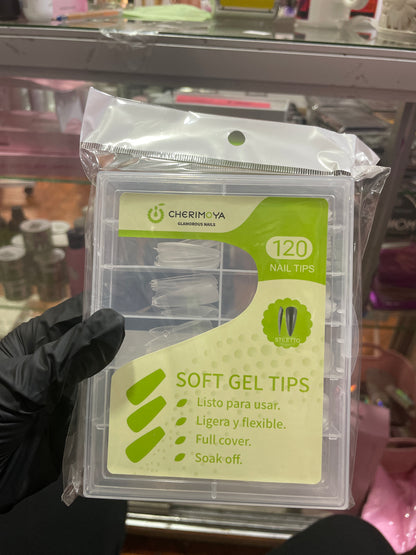 CHERIMOYA
GLAMOROUS NAILS
120
NAIL TIPS
STILETTO
SOFT GEL TIPS
Listo para usar.
Ligera y flexible.
Full cover.
Soak off.